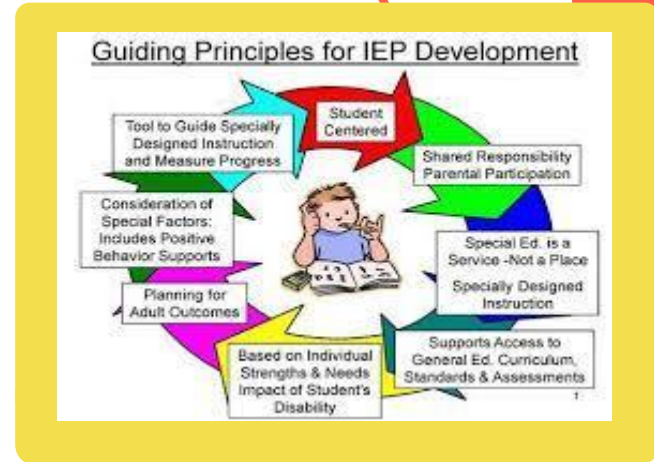 Guiding Principles for IEP Development
Student
Centered
Shared Responsibility
Parental Participation
Special Ed. is a
Service -Not a Place
Specially Designed
Instruction
Supports Access to
General Ed. Curriculum,
Standards & Assessments
1
Based on Individual
Strengths & Needs
Impact of Student's
Disability
Planning for
Adult Outcomes
Consideration of
Special Factors:
Includes Positive
Behavior Supports
Tool to Guide Specially
Designed Instruction
and Measure Progress